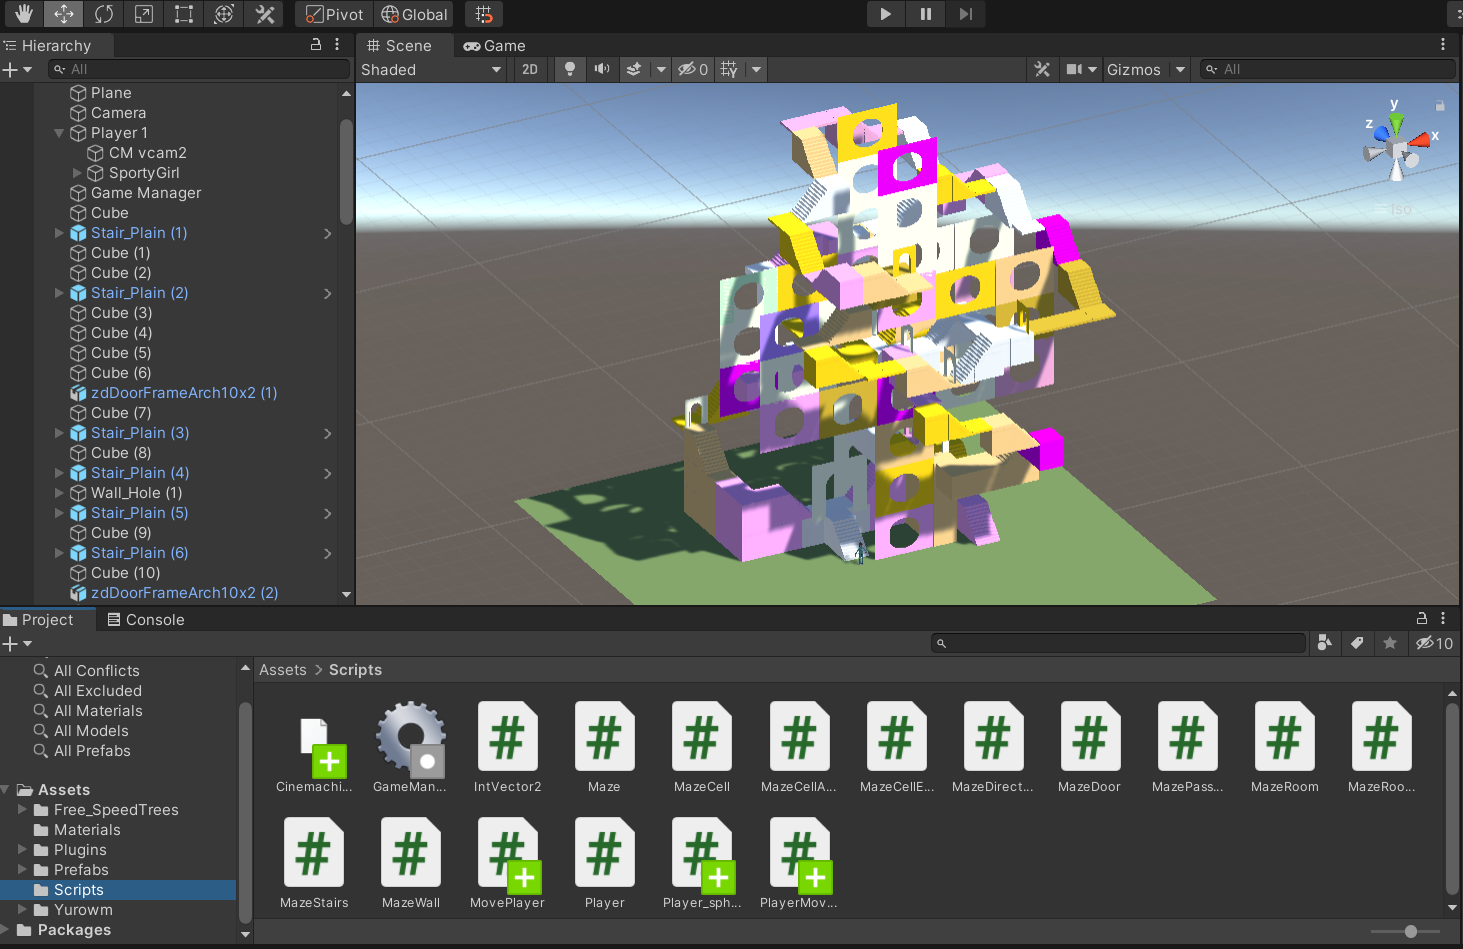 Pivot Global
Hierarchy
Scene Game
All
Shaded 2D 0 Gizmos All
Plane
Camera
Player 1
CM vcam2
SportyGirl
Game Manager
Cube
Stair_Plain (1)
Cube (1)
Cube (2)
Stair_Plain (2)
Cube (3)
Cube (4)
Cube (5)
Cube (6)
zdDoorFrameArch10x2 (1)
Cube (7)
Stair_Plain (3)
Cube (8)
Stair_Plain (4)
Wall_Hole (1)
Stair_Plain (5)
Cube (9)
Stair_Plain (6)
Cube (10)
zdDoorFrameArch10x2 (2)
y
z x
Iso
Project Console
10
All Conflicts
All Excluded
All Materials
All Models
All Prefabs
Assets
Free_SpeedTrees
Materials
Plugins
Prefabs
Scripts
Yurowm
Packages
Assets > Scripts
Cinemachi... GameMan... IntVector2 Maze MazeCell MazeCellA... MazeCellE... MazeDirect... MazeDoor MazePass... MazeRoom MazeRoo...
MazeStairs MazeWall MovePlayer Player Player_sph... PlayerMov...